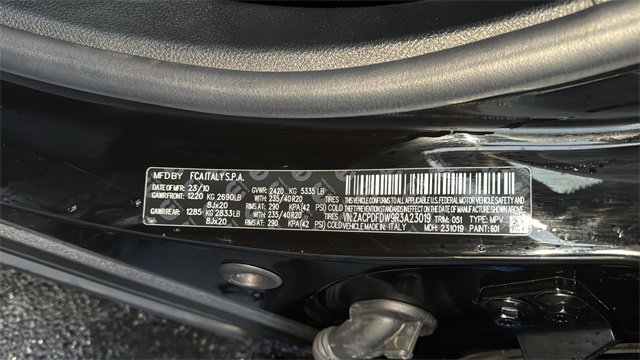 MFD BY FCA ITALY S.P.A.
DATE OF MFR: 23/10 GVWR: 2420 KG 5335 LB
GAWR FRONT: 1220 KG 2690LB WITH: 235/40R20 TIRES
8Jx20 RIMS AT: 290 KPA(42 PSI) COLD
GAWR REAR: 1285 KG 2833LB WITH: 235/40R20 TIRES
8Jx20 RIMS AT: 290 KPA(42 PSI) COLD
THIS VEHICLE CONFORMS TO ALL APPLICABLE U.S. FEDERAL MOTOR VEHICLE SAFETY, BUMPER, AND
THEFT PREVENTION STANDARDS IN EFFECT ON THE DATE OF MANUFACTURE SHOWN ABOVE.
VIN: ZACPDFDW9R3A23019 TRIM: 051 TYPE: MPV
VEHICLE MADE IN: ITALY MDH: 231019 PAINT: 601